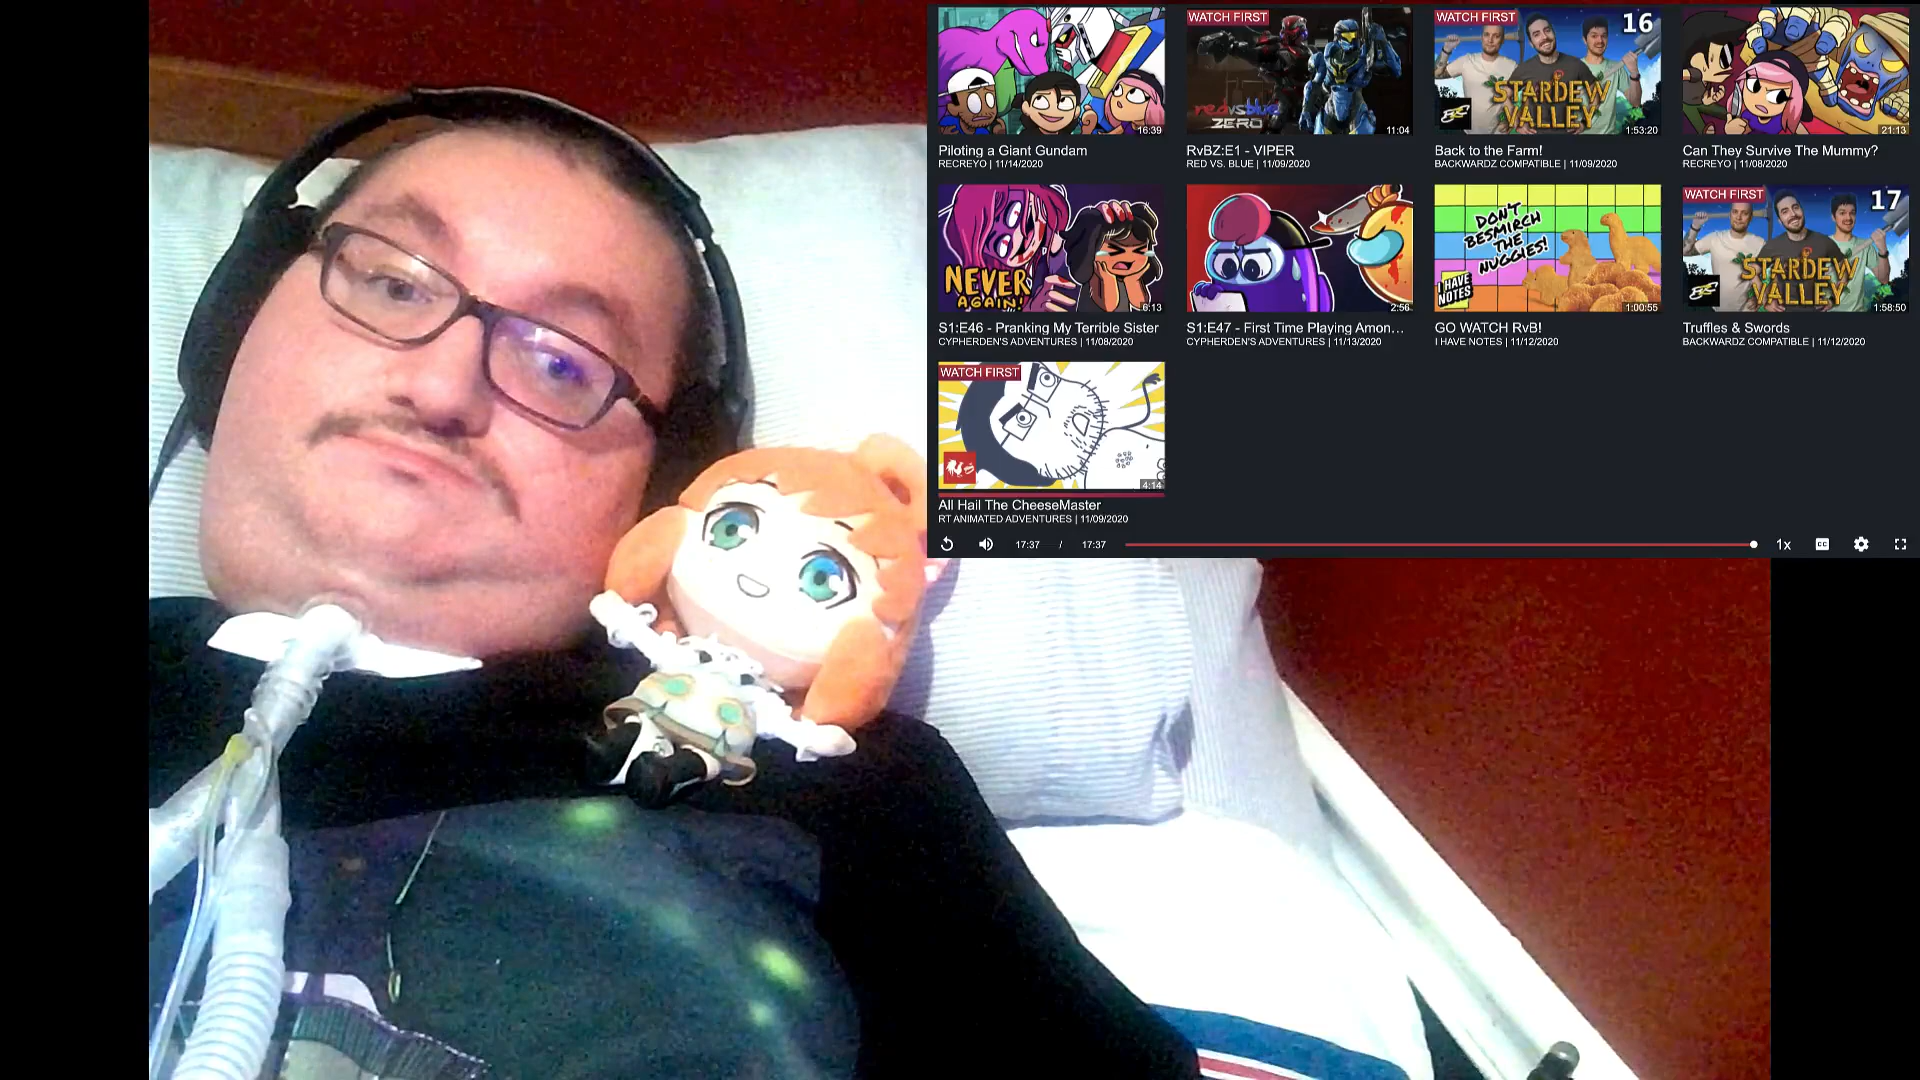 16:39
Piloting a Giant Gundam
RECREYO | 11/14/2020
WATCH FIRST
red vs blue
ZERO
11:04
RvBZ:E1 - VIPER
RED VS. BLUE | 11/09/2020
WATCH FIRST
16
STARDEW
VALLEY
1:53:20
Back to the Farm!
BACKWARDZ COMPATIBLE | 11/09/2020
21:13
Can They Survive The Mummy?
RECREYO | 11/08/2020
NEVER
AGAIN!
6:13
S1:E46 - Pranking My Terrible Sister
CYPHERDEN'S ADVENTURES | 11/08/2020
2:56
S1:E47 - First Time Playing Amon...
CYPHERDEN'S ADVENTURES | 11/13/2020
DON'T
BESMIRCH
THE
NUGGIES!
I HAVE
NOTES
1:00:55
GO WATCH RvB!
I HAVE NOTES | 11/12/2020
WATCH FIRST
17
STARDEW
VALLEY
1:58:50
Truffles & Swords
BACKWARDZ COMPATIBLE | 11/12/2020
WATCH FIRST
4:14
All Hail The CheeseMaster
RT ANIMATED ADVENTURES | 11/09/2020
17:37 / 17:37
1x
CC